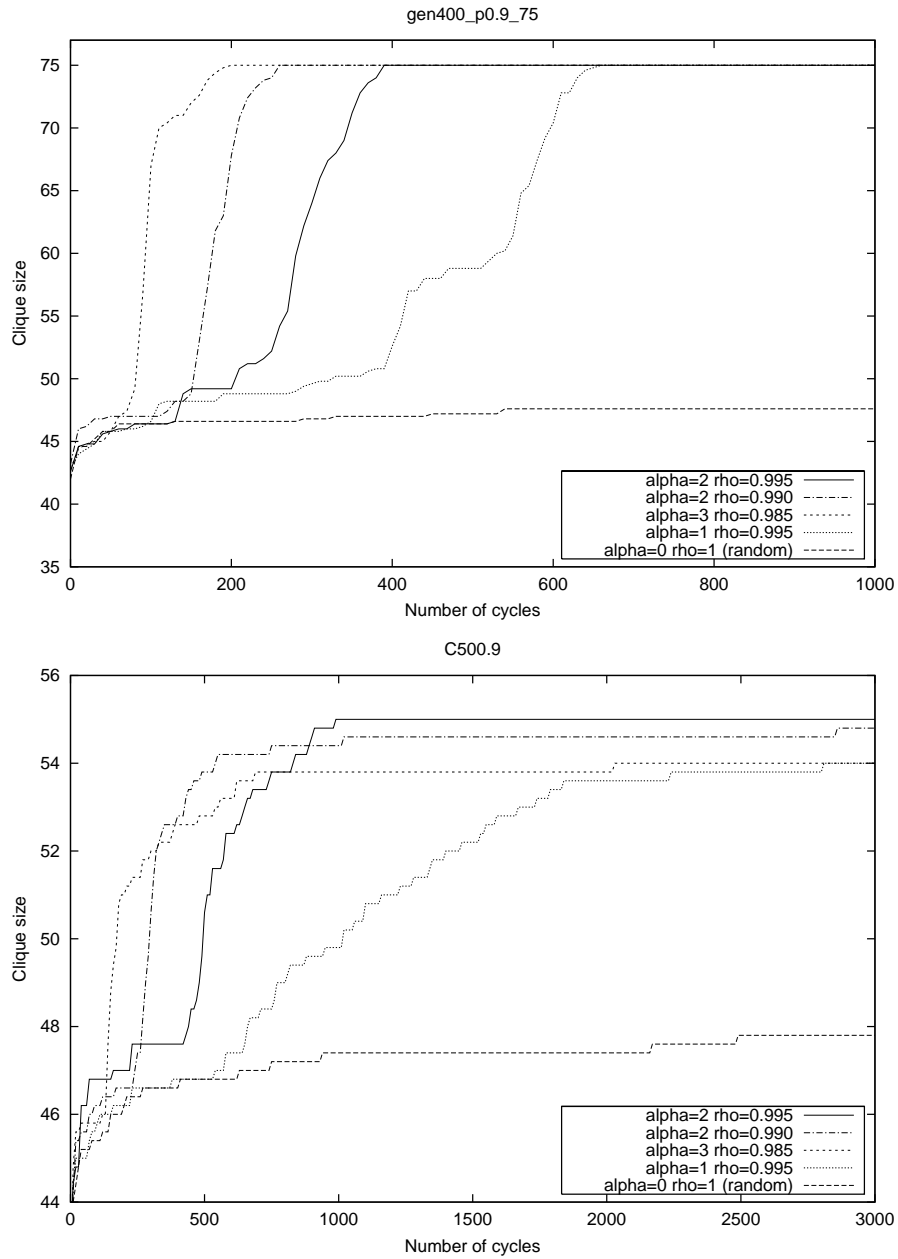 gen400_p0.9_75
75
70
65
60
55
50
45
40
35
Clique size
alpha=2 rho=0.995
alpha=2 rho=0.990
alpha=3 rho=0.985
alpha=1 rho=0.995
alpha=0 rho=1 (random)
0 200 400 600 800 1000
Number of cycles
C500.9
56
54
52
50
48
46
44
Clique size
alpha=2 rho=0.995
alpha=2 rho=0.990
alpha=3 rho=0.985
alpha=1 rho=0.995
alpha=0 rho=1 (random)
0 500 1000 1500 2000 2500 3000
Number of cycles